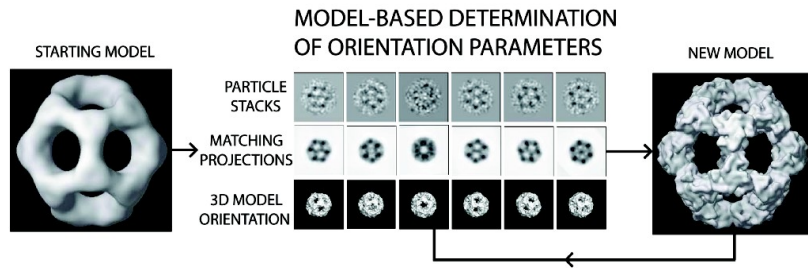 MODEL-BASED DETERMINATION
OF ORIENTATION PARAMETERS
STARTING MODEL
NEW MODEL
PARTICLE
STACKS
MATCHING
PROJECTIONS
3D MODEL
ORIENTATION